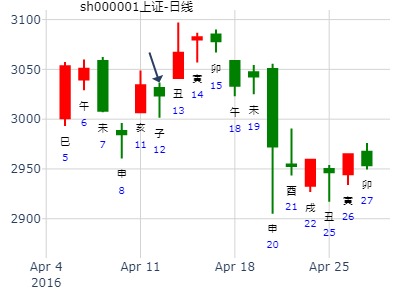 sh000001上证-日线
3100
3050
3000
2950
2900
巳
5
午
6
未
7
申
8
亥
11
子
12
丑
13
寅
14
卯
15
午
18
未
19
申
20
酉
21
戌
22
丑
25
寅
26
卯
27
Apr 4
2016
Apr 11
Apr 18
Apr 25